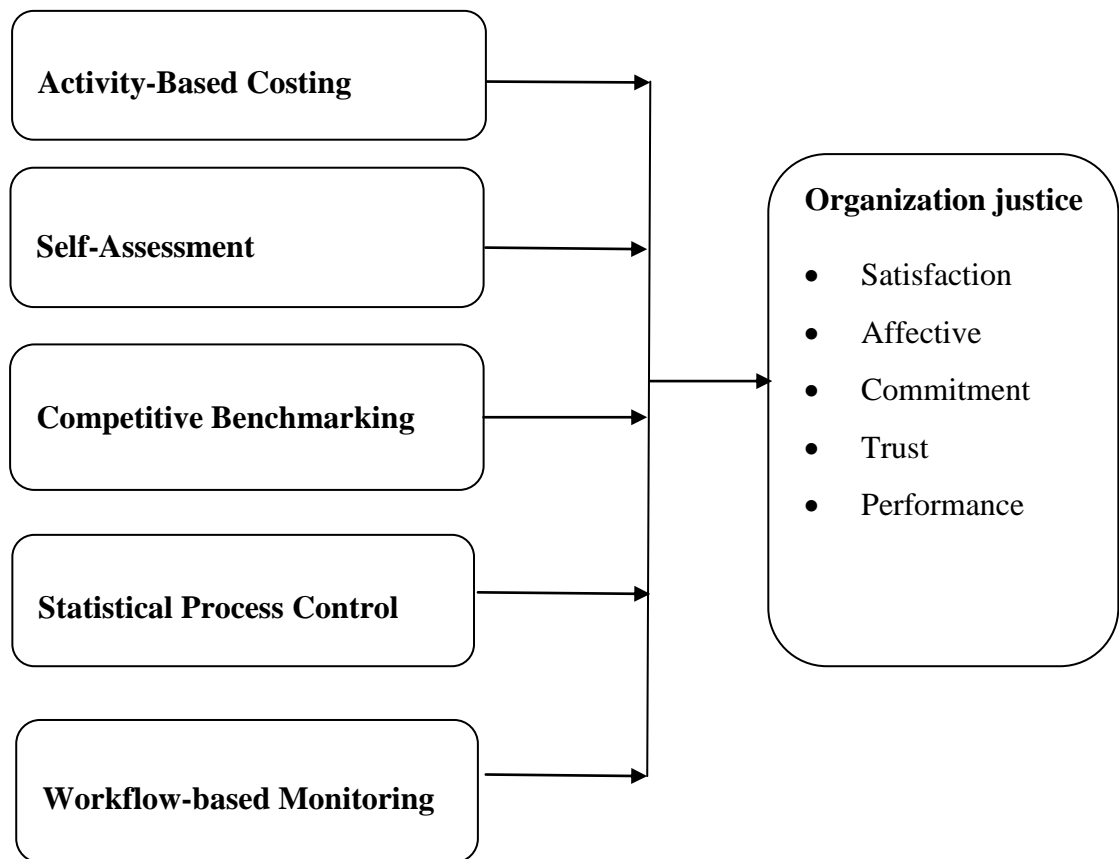 Activity-Based Costing
Self-Assessment
Competitive Benchmarking
Statistical Process Control
Workflow-based Monitoring
Organization justice
• Satisfaction
• Affective
• Commitment
• Trust
• Performance